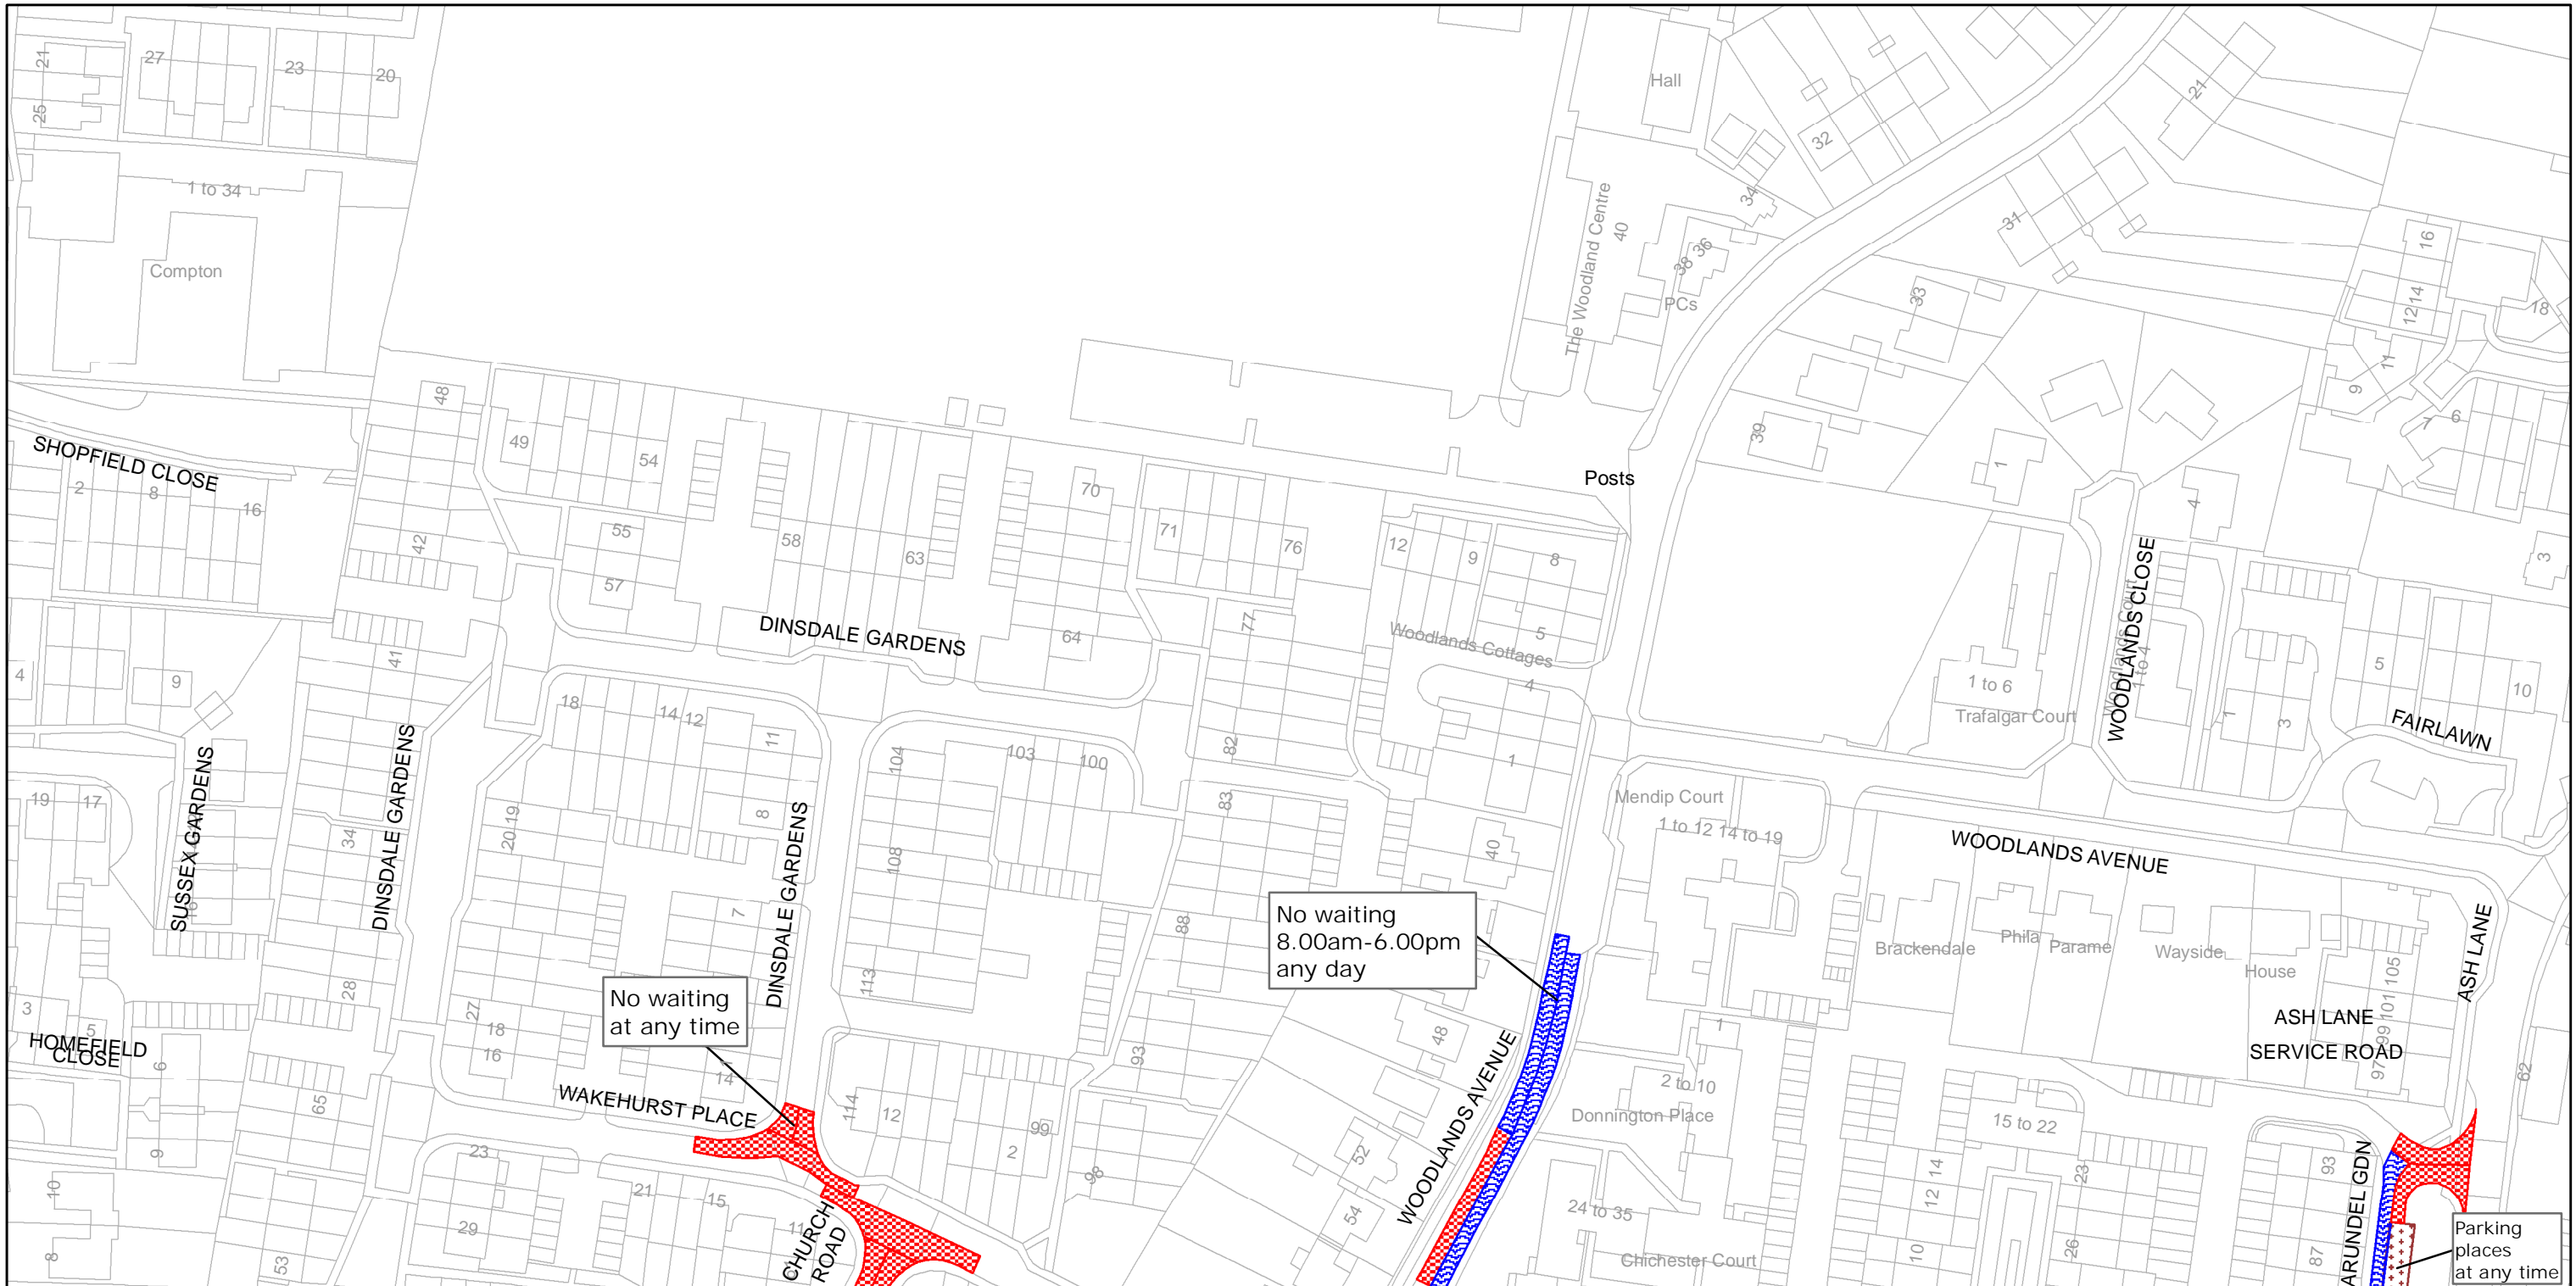 21
25
27
23
20
1 to 34
Compton
Hall
32
21
34
The Woodland Centre
40
38 36
PCs
31
33
16
12 14
18
11
9
7
6
39
1
4
3
Posts
SHOPFIELD CLOSE
2
8
16
48
49
54
42
55
57
58
63
70
71
76
12
9
8
5
DINSDALE GARDENS
64
77
Woodlands Cottages
4
WOODLANDS CLOSE
Woodlands Court
1 to 4
1 to 6
Trafalgar Court
5
10
1
3
FAIRLAWN
4
9
41
18
14 12
11
8
104
103
100
82
1
SUSSEX GARDENS
DINSDALE GARDENS
DINSDALE GARDENS
19
17
34
20 19
108
83
40
Mendip Court
1 to 12 14 to 19
WOODLANDS AVENUE
7
88
No waiting
8.00am-6.00pm
any day
Brackendale
Phila
Parame
Wayside
House
ASH LANE
97 99 101 105
ASH LANE
SERVICE ROAD
3
5
HOMEFIELD
CLOSE
28
27
18
16
No waiting
at any time
113
93
48
1
2 to 10
Donnington Place
62
6
9
65
WAKEHURST PLACE
14
114
12
2
99
98
WOODLANDS AVENUE
52
54
15 to 22
10
8
53
23
29
21
15
11
CHURCH
ROAD
24 to 35
Chichester Court
14
12
10
23
26
93
87
ARUNDEL GDN
Parking
places
at any time